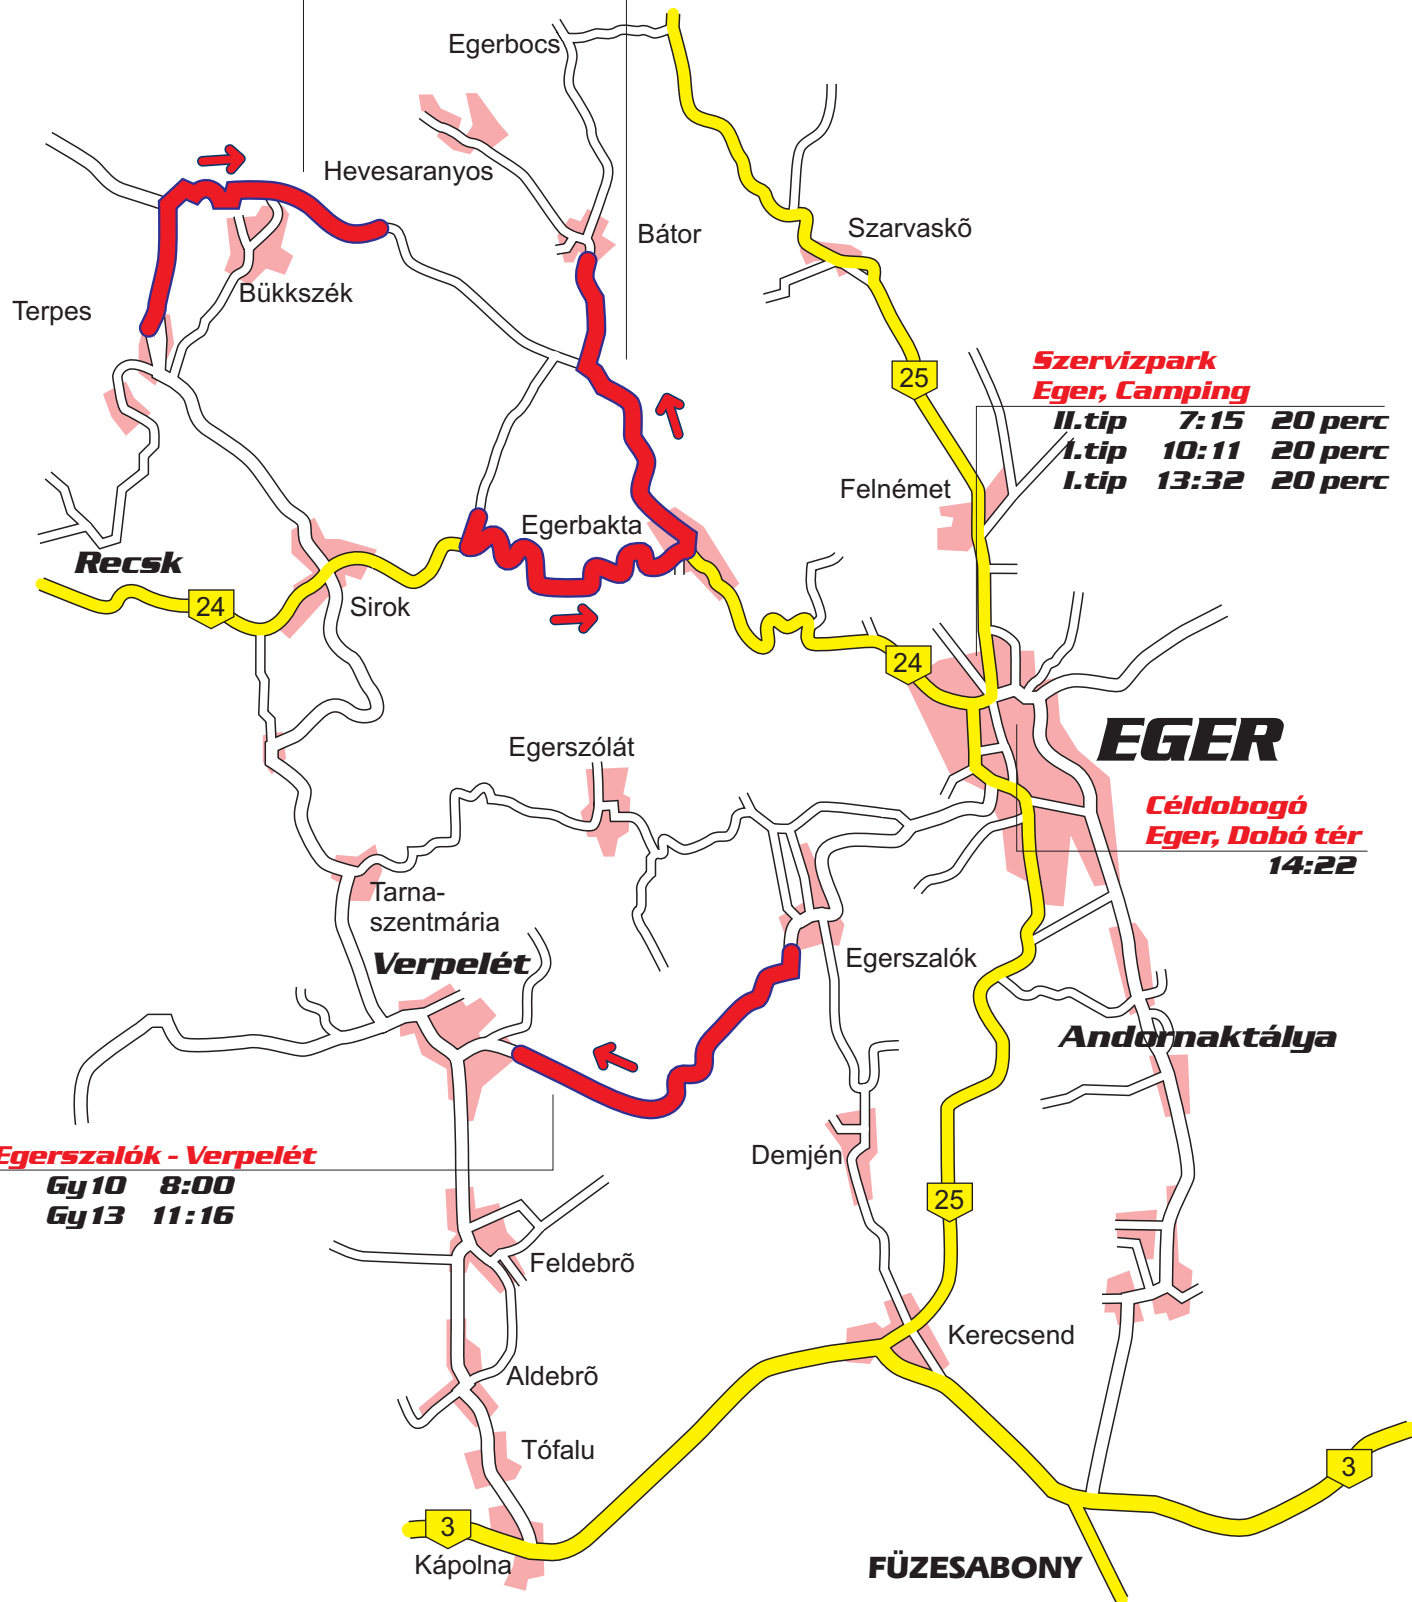 Egerbocs
Hevesaranyos
Bátor
Szarvaskõ
Bükkszék
Terpes
25
Szervizpark
Eger, Camping
II.tip 7:15 20 perc
I.tip 10:11 20 perc
I.tip 13:32 20 perc
Felnémet
Egerbakta
Recsk
24
Sirok
24
EGER
Egerszólát
Céldobogó
Eger, Dobó tér
14:22
Tarna-
szentmária
Verpelét
Egerszalók
Andornaktálya
Egerszalók - Verpelét
Gy10 8:00
Gy13 11:16
Demjén
25
Feldebrõ
Kerecsend
Aldebrõ
Tófalu
3
3
Kápolna
FÜZESABONY